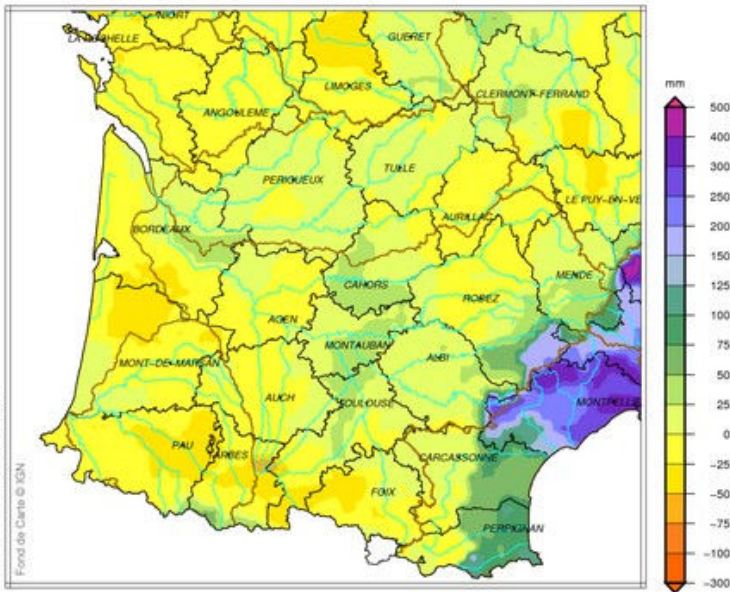 NIORT
GUERET
mm
LIMOGES
CLERMONT-FERRAND
500
400
ANGOULEME
300
PERIGUEUX
TULLE
250
LE PUY-EN-VE
200
AURILLAC
BORDEAUX
150
MENDE
125
CAHORS
RODEZ
100
AGEN
MONTAUBAN
75
ALBI
MONT-DE-MARSAN
50
AUCH
TOULOUSE
MONTPELLIE
25
0
PAU
TARBES
CARCASSONNE
-25
FOIX
-50
PERPIGNAN
-75
-100
-300
Fond de Carte © IGN